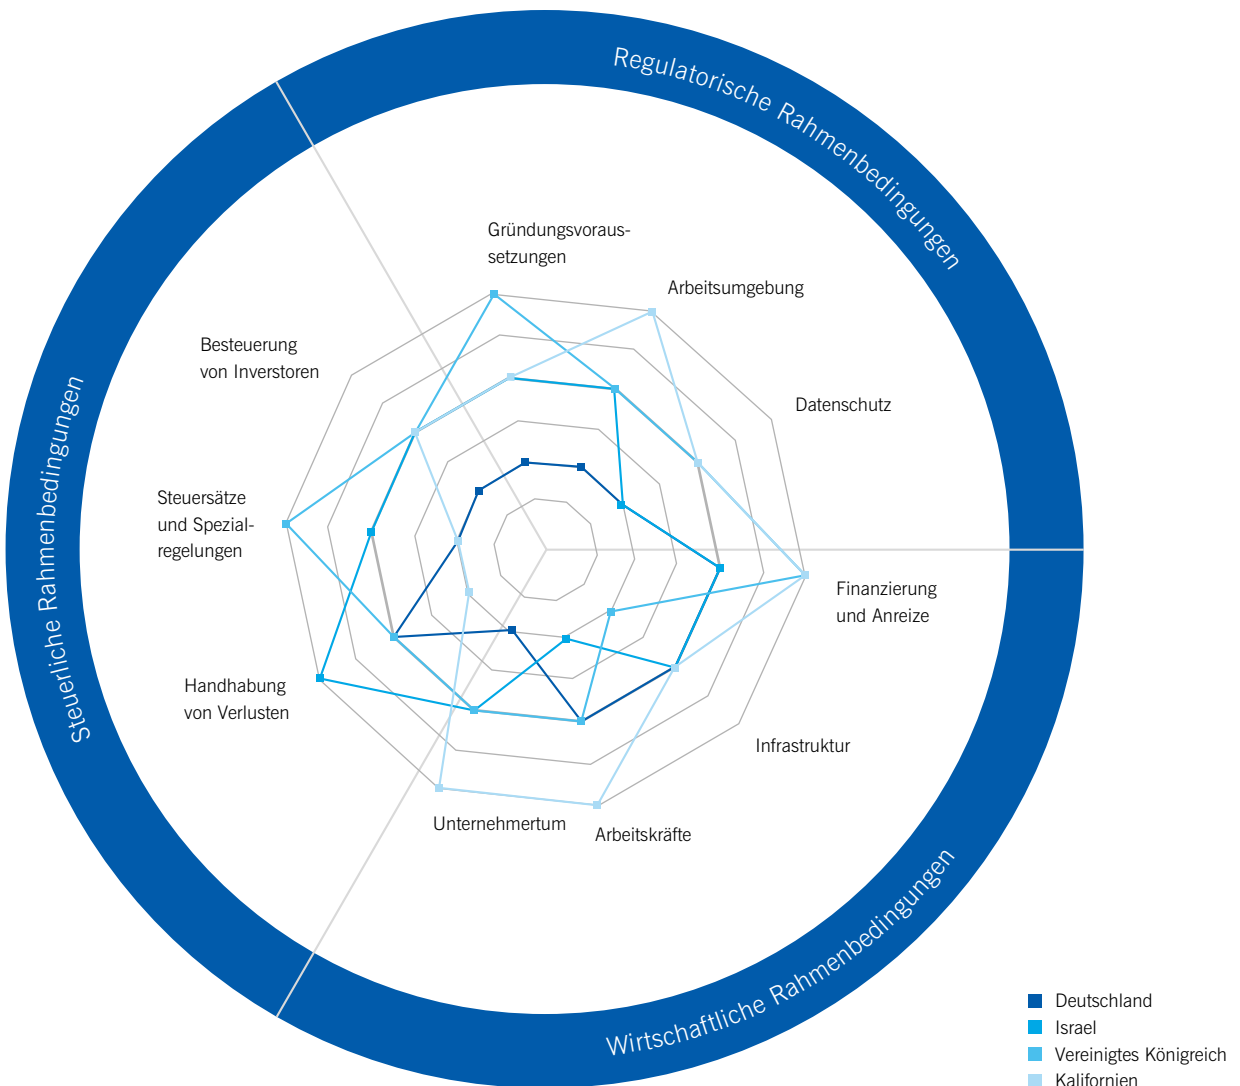 Regulatorische Rahmenbedingungen
Gründungsvoraus-
setzungen
Arbeitsumgebung
Besteuerung
von Inverstoren
Datenschutz
Steuerliche Rahmenbedingungen
Steuersätze
und Spezial-
regelungen
Finanzierung
und Anreize
Handhabung
von Verlusten
Infrastruktur
Unternehmertum
Arbeitskräfte
Wirtschaftliche Rahmenbedingungen
Deutschland
Israel
Vereinigtes Königreich
Kalifornien